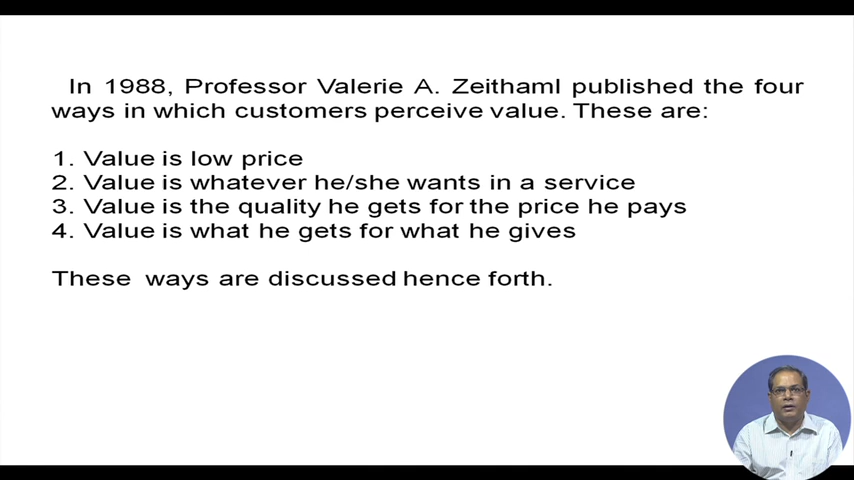 In 1988, Professor Valerie A. Zeithaml published the four
ways in which customers perceive value. These are:
1. Value is low price
2. Value is whatever he/she wants in a service
3. Value is the quality he gets for the price he pays
4. Value is what he gets for what he gives
These ways are discussed hence forth.